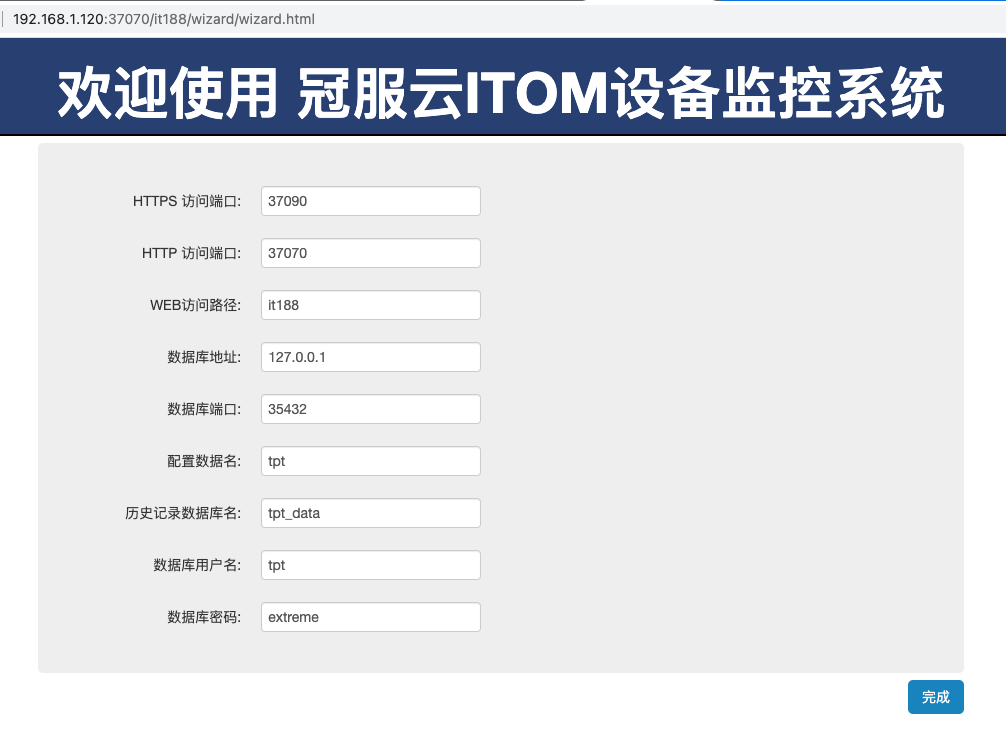 192.168.1.120:37070/it188/wizard/wizard.html
欢迎使用 冠服云ITOM设备监控系统
HTTPS 访问端口: 37090
HTTP 访问端口: 37070
WEB访问路径: it188
数据库地址: 127.0.0.1
数据库端口: 35432
配置数据名: tpt
历史记录数据库名: tpt_data
数据库用户名: tpt
数据库密码: extreme
完成